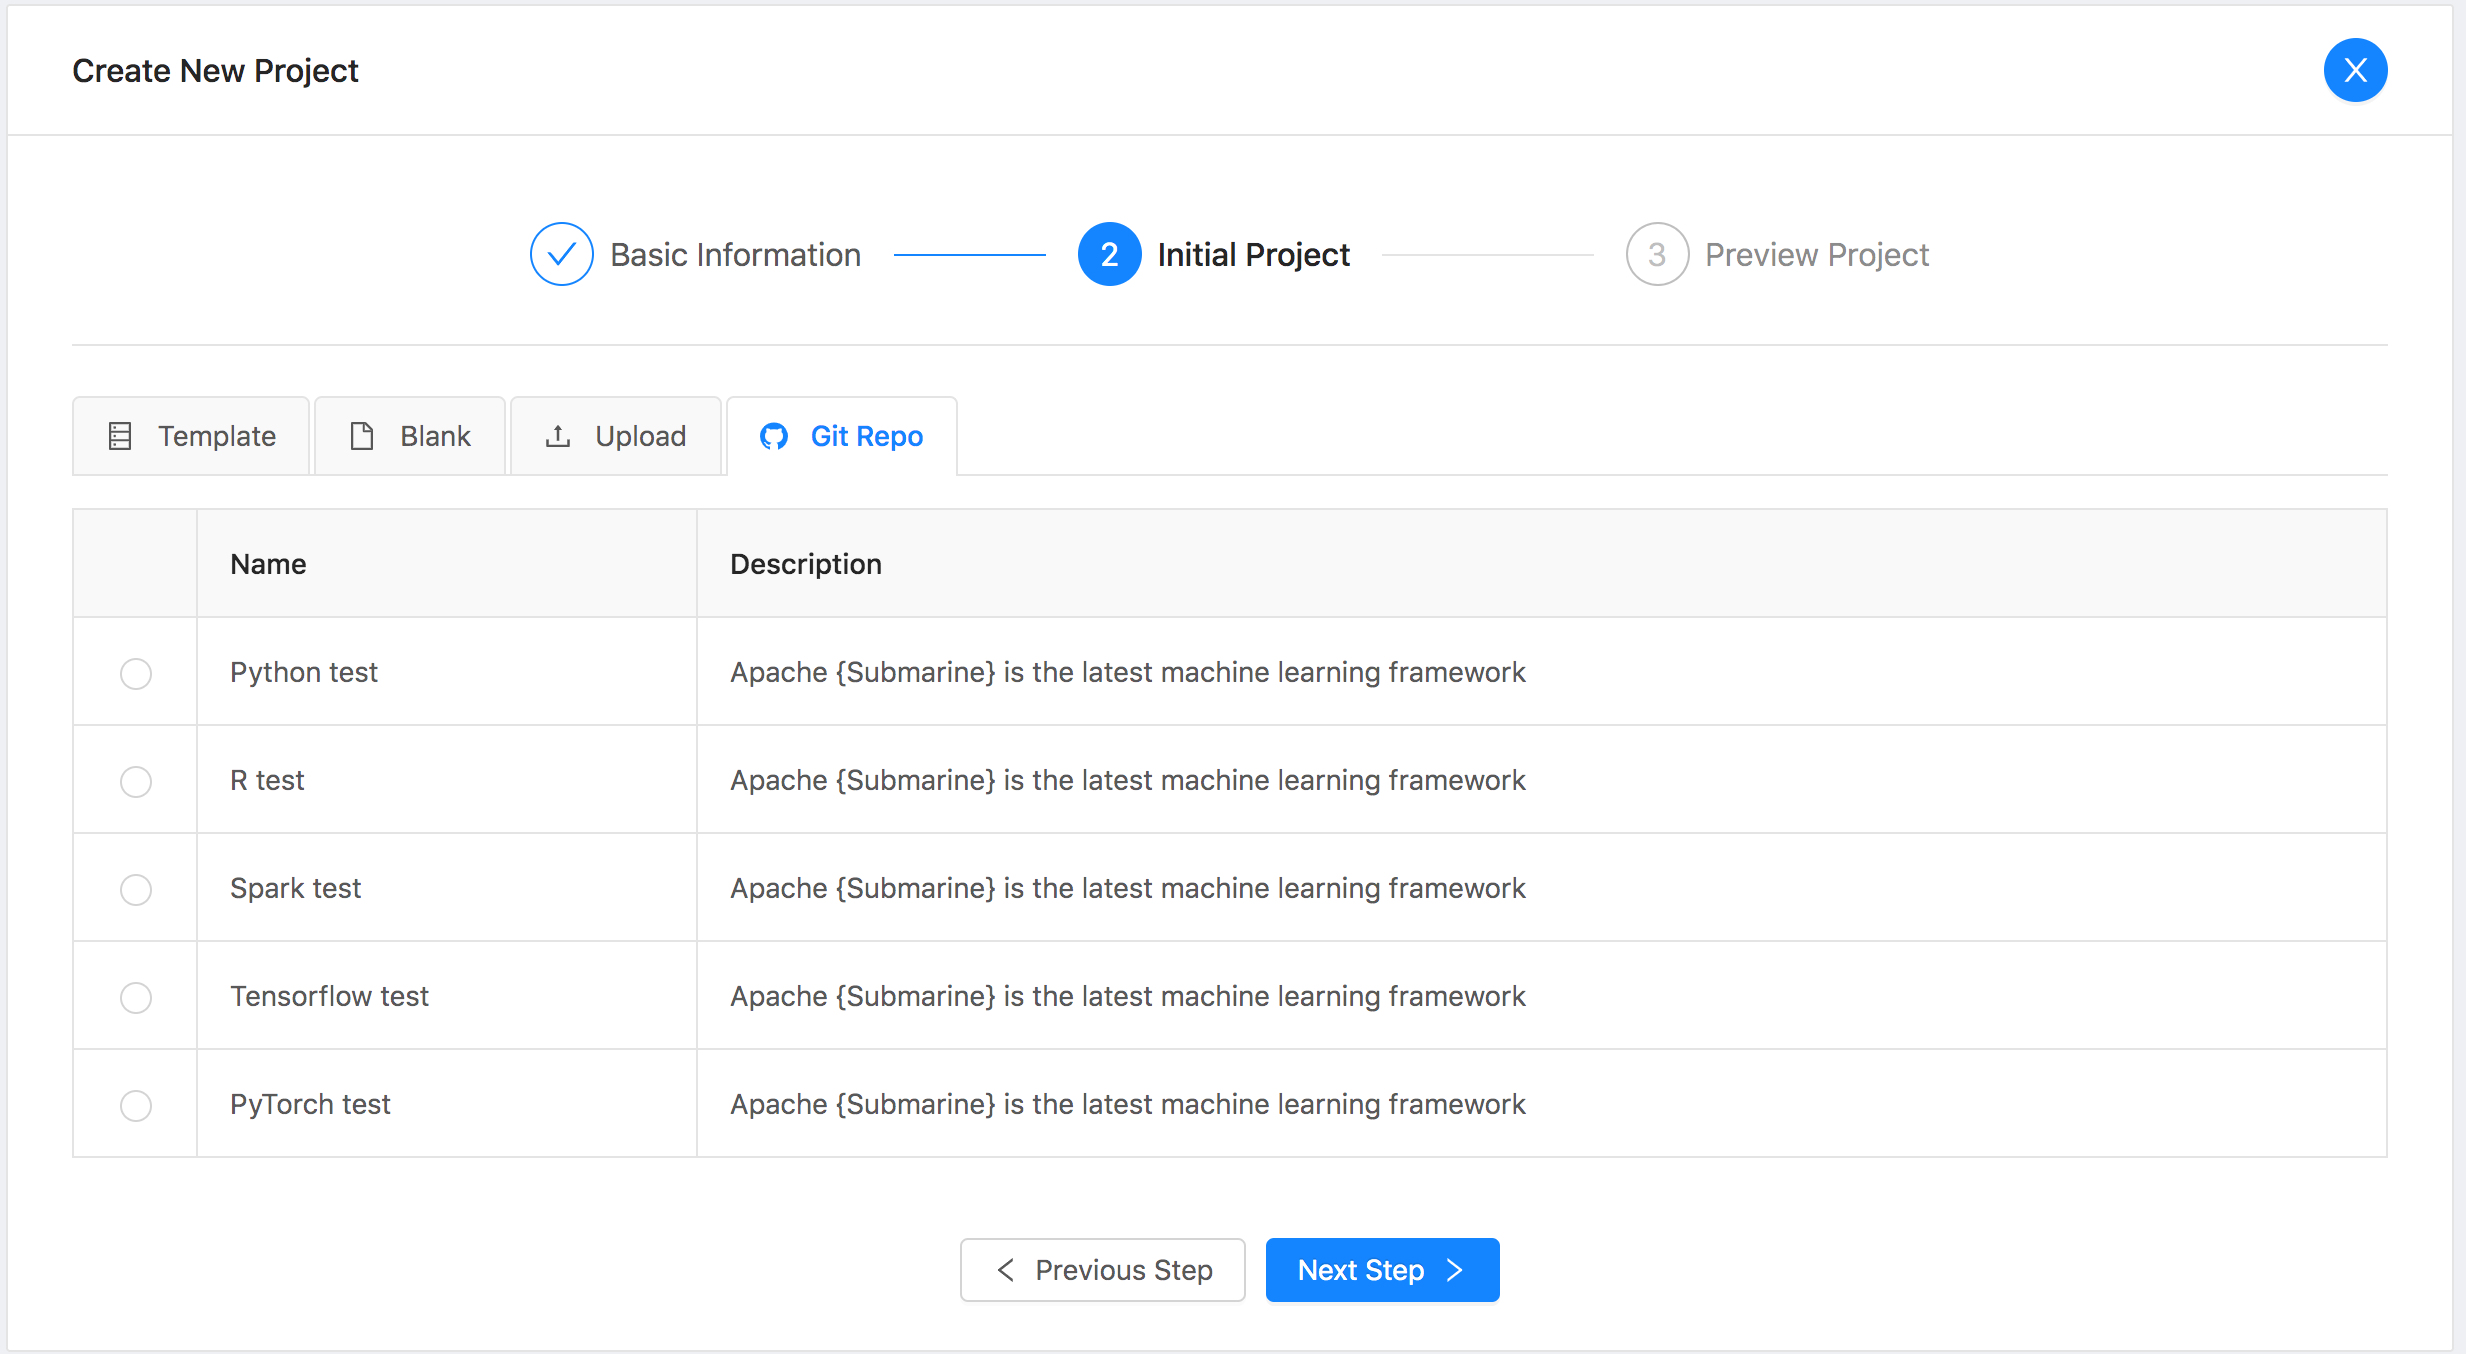 Create New Project
X
Basic Information 2 Initial Project 3 Preview Project
Template Blank Upload Git Repo
Name Description
Python test Apache {Submarine} is the latest machine learning framework
R test Apache {Submarine} is the latest machine learning framework
Spark test Apache {Submarine} is the latest machine learning framework
Tensorflow test Apache {Submarine} is the latest machine learning framework
PyTorch test Apache {Submarine} is the latest machine learning framework
< Previous Step Next Step >